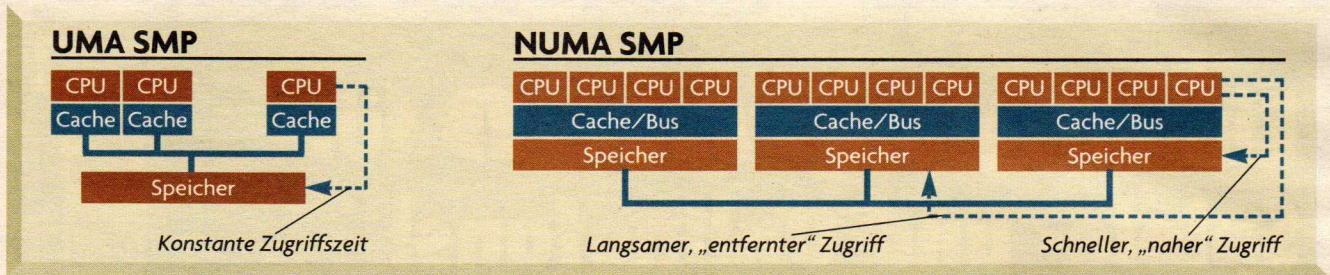 UMA SMP
CPU CPU CPU
Cache Cache Cache
Speicher
Konstante Zugriffszeit
NUMA SMP
CPU CPU CPU CPU CPU CPU CPU CPU CPU CPU CPU CPU
Cache/Bus Cache/Bus Cache/Bus
Speicher Speicher Speicher
Langsamer, „entfernter“ Zugriff
Schneller, „naher“ Zugriff